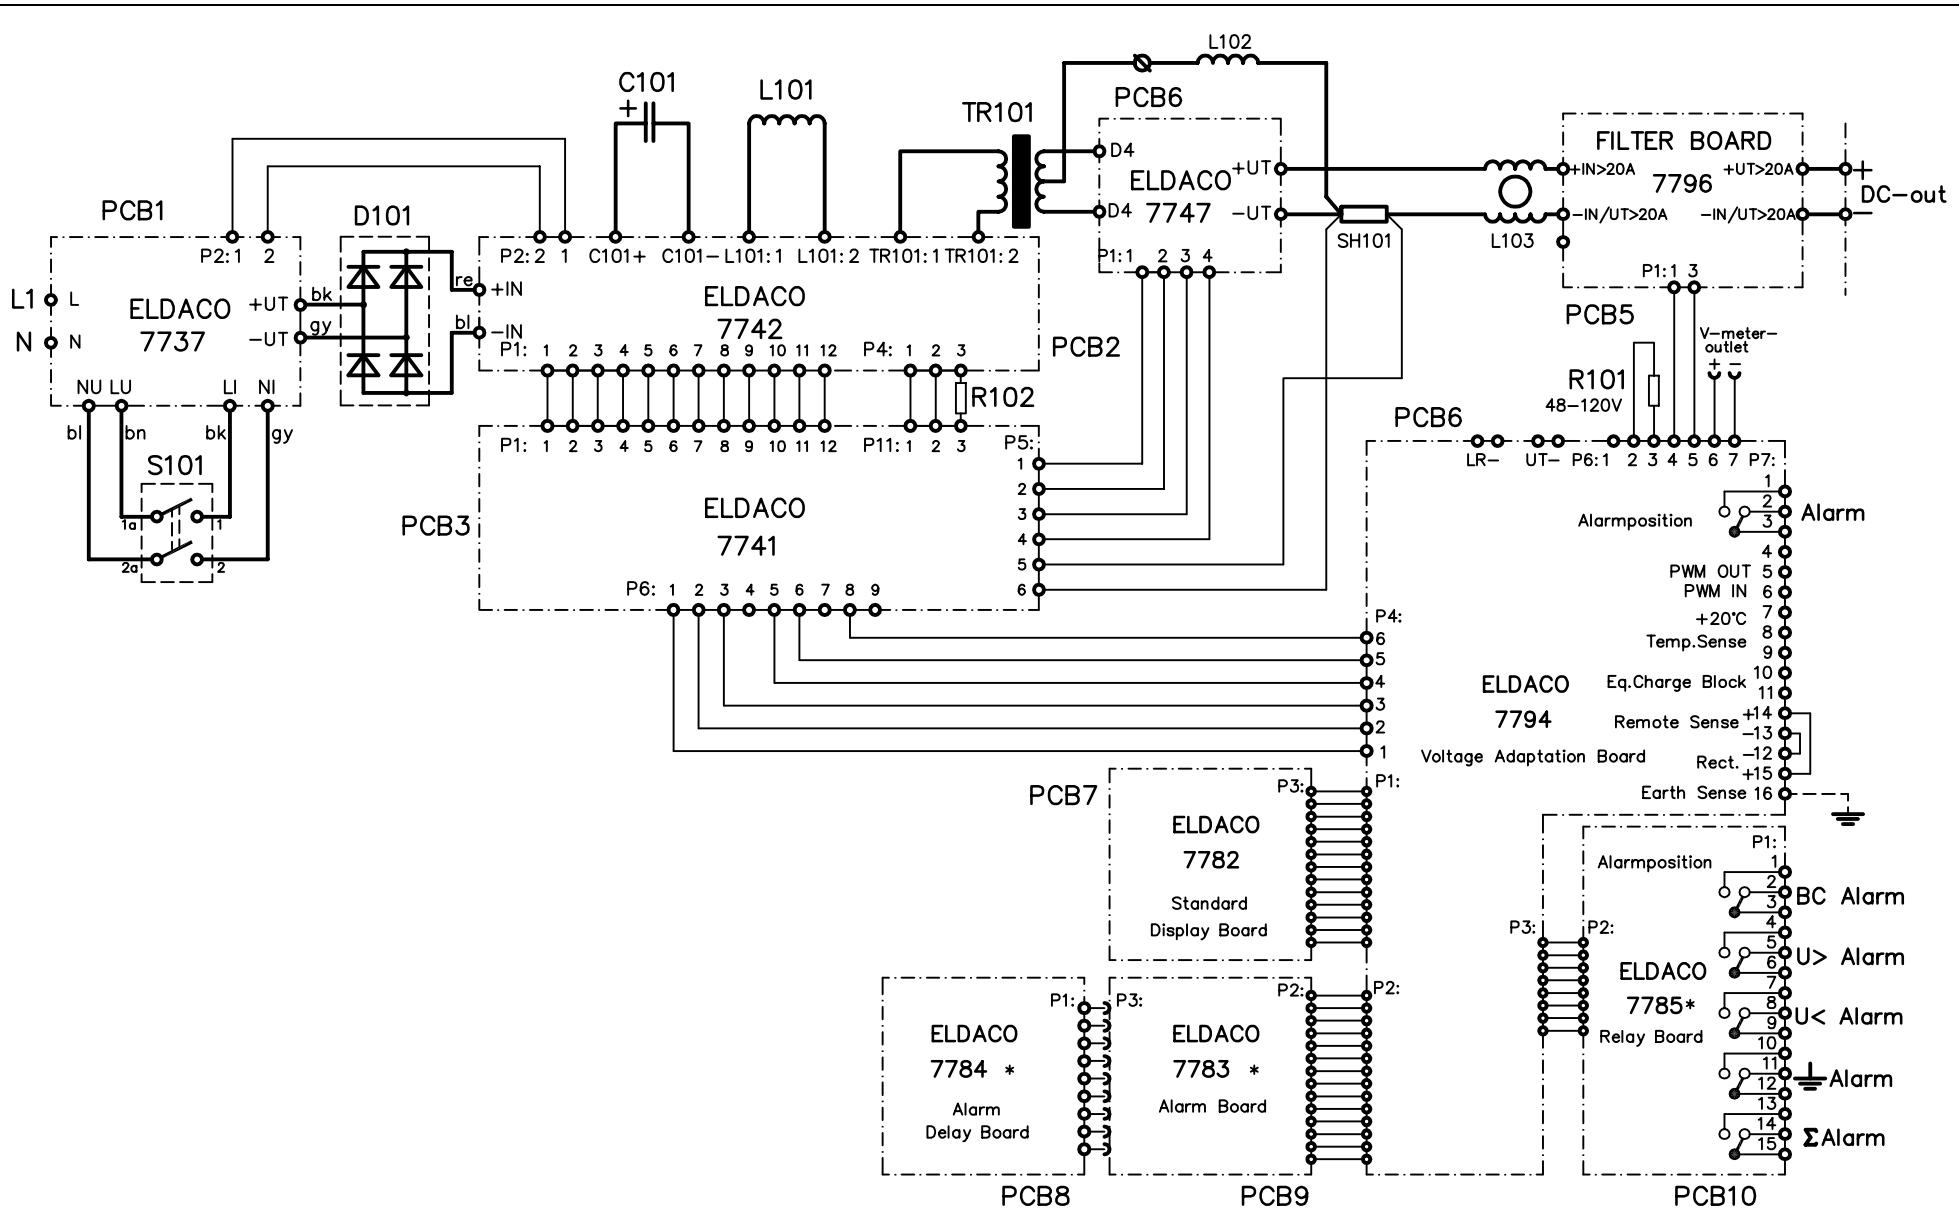 L102
C101
+
L101
TR101
PCB6
D4
D4
ELDACO
7747
+UT
-UT
P1:1 2 3 4
SH101
L103
FILTER BOARD
7796
+IN>20A
+UT>20A
-IN/UT>20A
-IN/UT>20A
P1:1 3
+
DC-out
-
PCB5
PCB1
P2:1 2
L1
L
N
N
ELDACO
7737
+UT
-UT
NU LU LI NI
bk
gy
D101
re
bl
bl
bn
bk
gy
S101
1a
1
2a
2
P2:2 1 C101+ C101- L101:1 L101:2 TR101:1 TR101:2
+IN
-IN
ELDACO
7742
PCB2
P1: 1 2 3 4 5 6 7 8 9 10 11 12 P4: 1 2 3
R102
P1: 1 2 3 4 5 6 7 8 9 10 11 12 P11: 1 2 3
PCB3
ELDACO
7741
P5:
1
2
3
4
5
6
P6: 1 2 3 4 5 6 7 8 9
V-meter-
outlet
+ -
R101
48-120V
PCB6
LR- UT- P6:1 2 3 4 5 6 7 P7:
Alarmposition
1
2
3
Alarm
4
PWM OUT 5
PWM IN 6
7
+20°C
8
Temp.Sense
9
10
Eq.Charge Block
11
+14
Remote Sense
-13
-12
Rect.
+15
Earth Sense 16
P4:
6
5
4
3
2
1
ELDACO
7794
Voltage Adaptation Board
PCB7
P3:
P1:
ELDACO
7782
Standard
Display Board
P1:
ELDACO
7784 *
Alarm
Delay Board
PCB8
P3:
P2:
P2:
ELDACO
7783 *
Alarm Board
PCB9
P3:
P2:
P1:
Alarmposition
ELDACO
7785*
Relay Board
1
2
3
BC Alarm
4
5
6
U> Alarm
7
8
9
U< Alarm
10
11
12
Alarm
13
14
15
ΣAlarm
PCB10